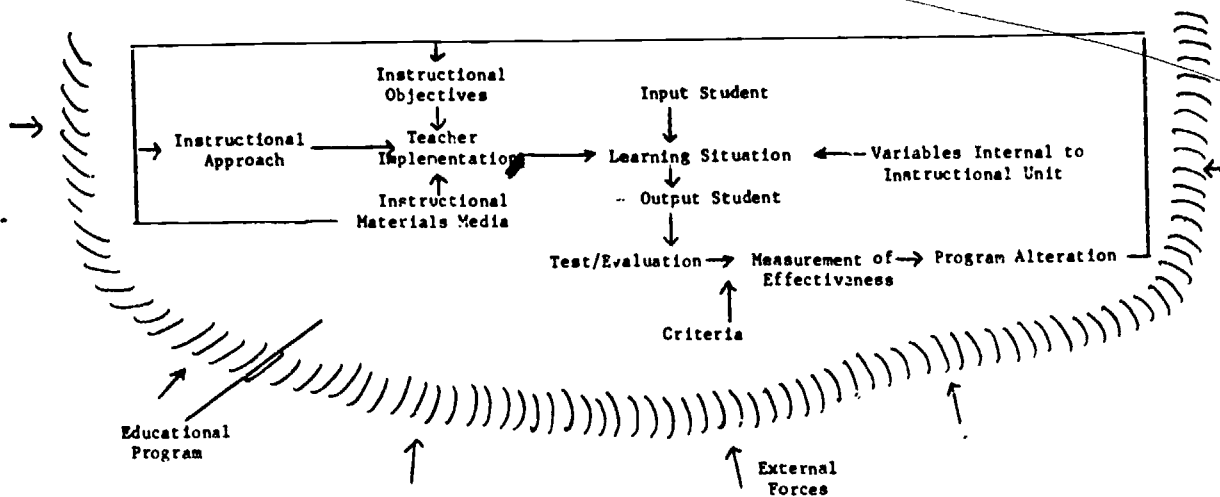 Instructional
Objectives
Input Student
Instructional
Approach
Teacher
Implementation
Learning Situation
Variables Internal to
Instructional Unit
Instructional
Materials Media
Output Student
Test/Evaluation
Measurement of
Effectiveness
Program Alteration
Criteria
Educational
Program
External
Forces